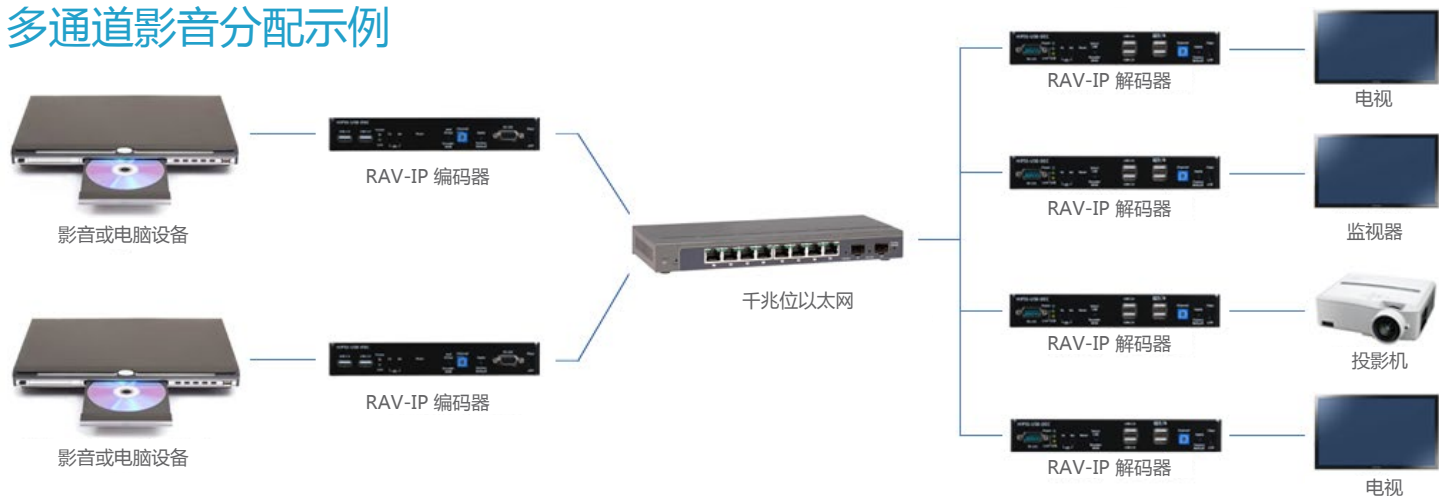 多通道影音分配示例
影音或电脑设备
RAV-IP 编码器
影音或电脑设备
RAV-IP 编码器
千兆位以太网
RAV-IP 解码器
电视
RAV-IP 解码器
监视器
RAV-IP 解码器
投影机
RAV-IP 解码器
电视